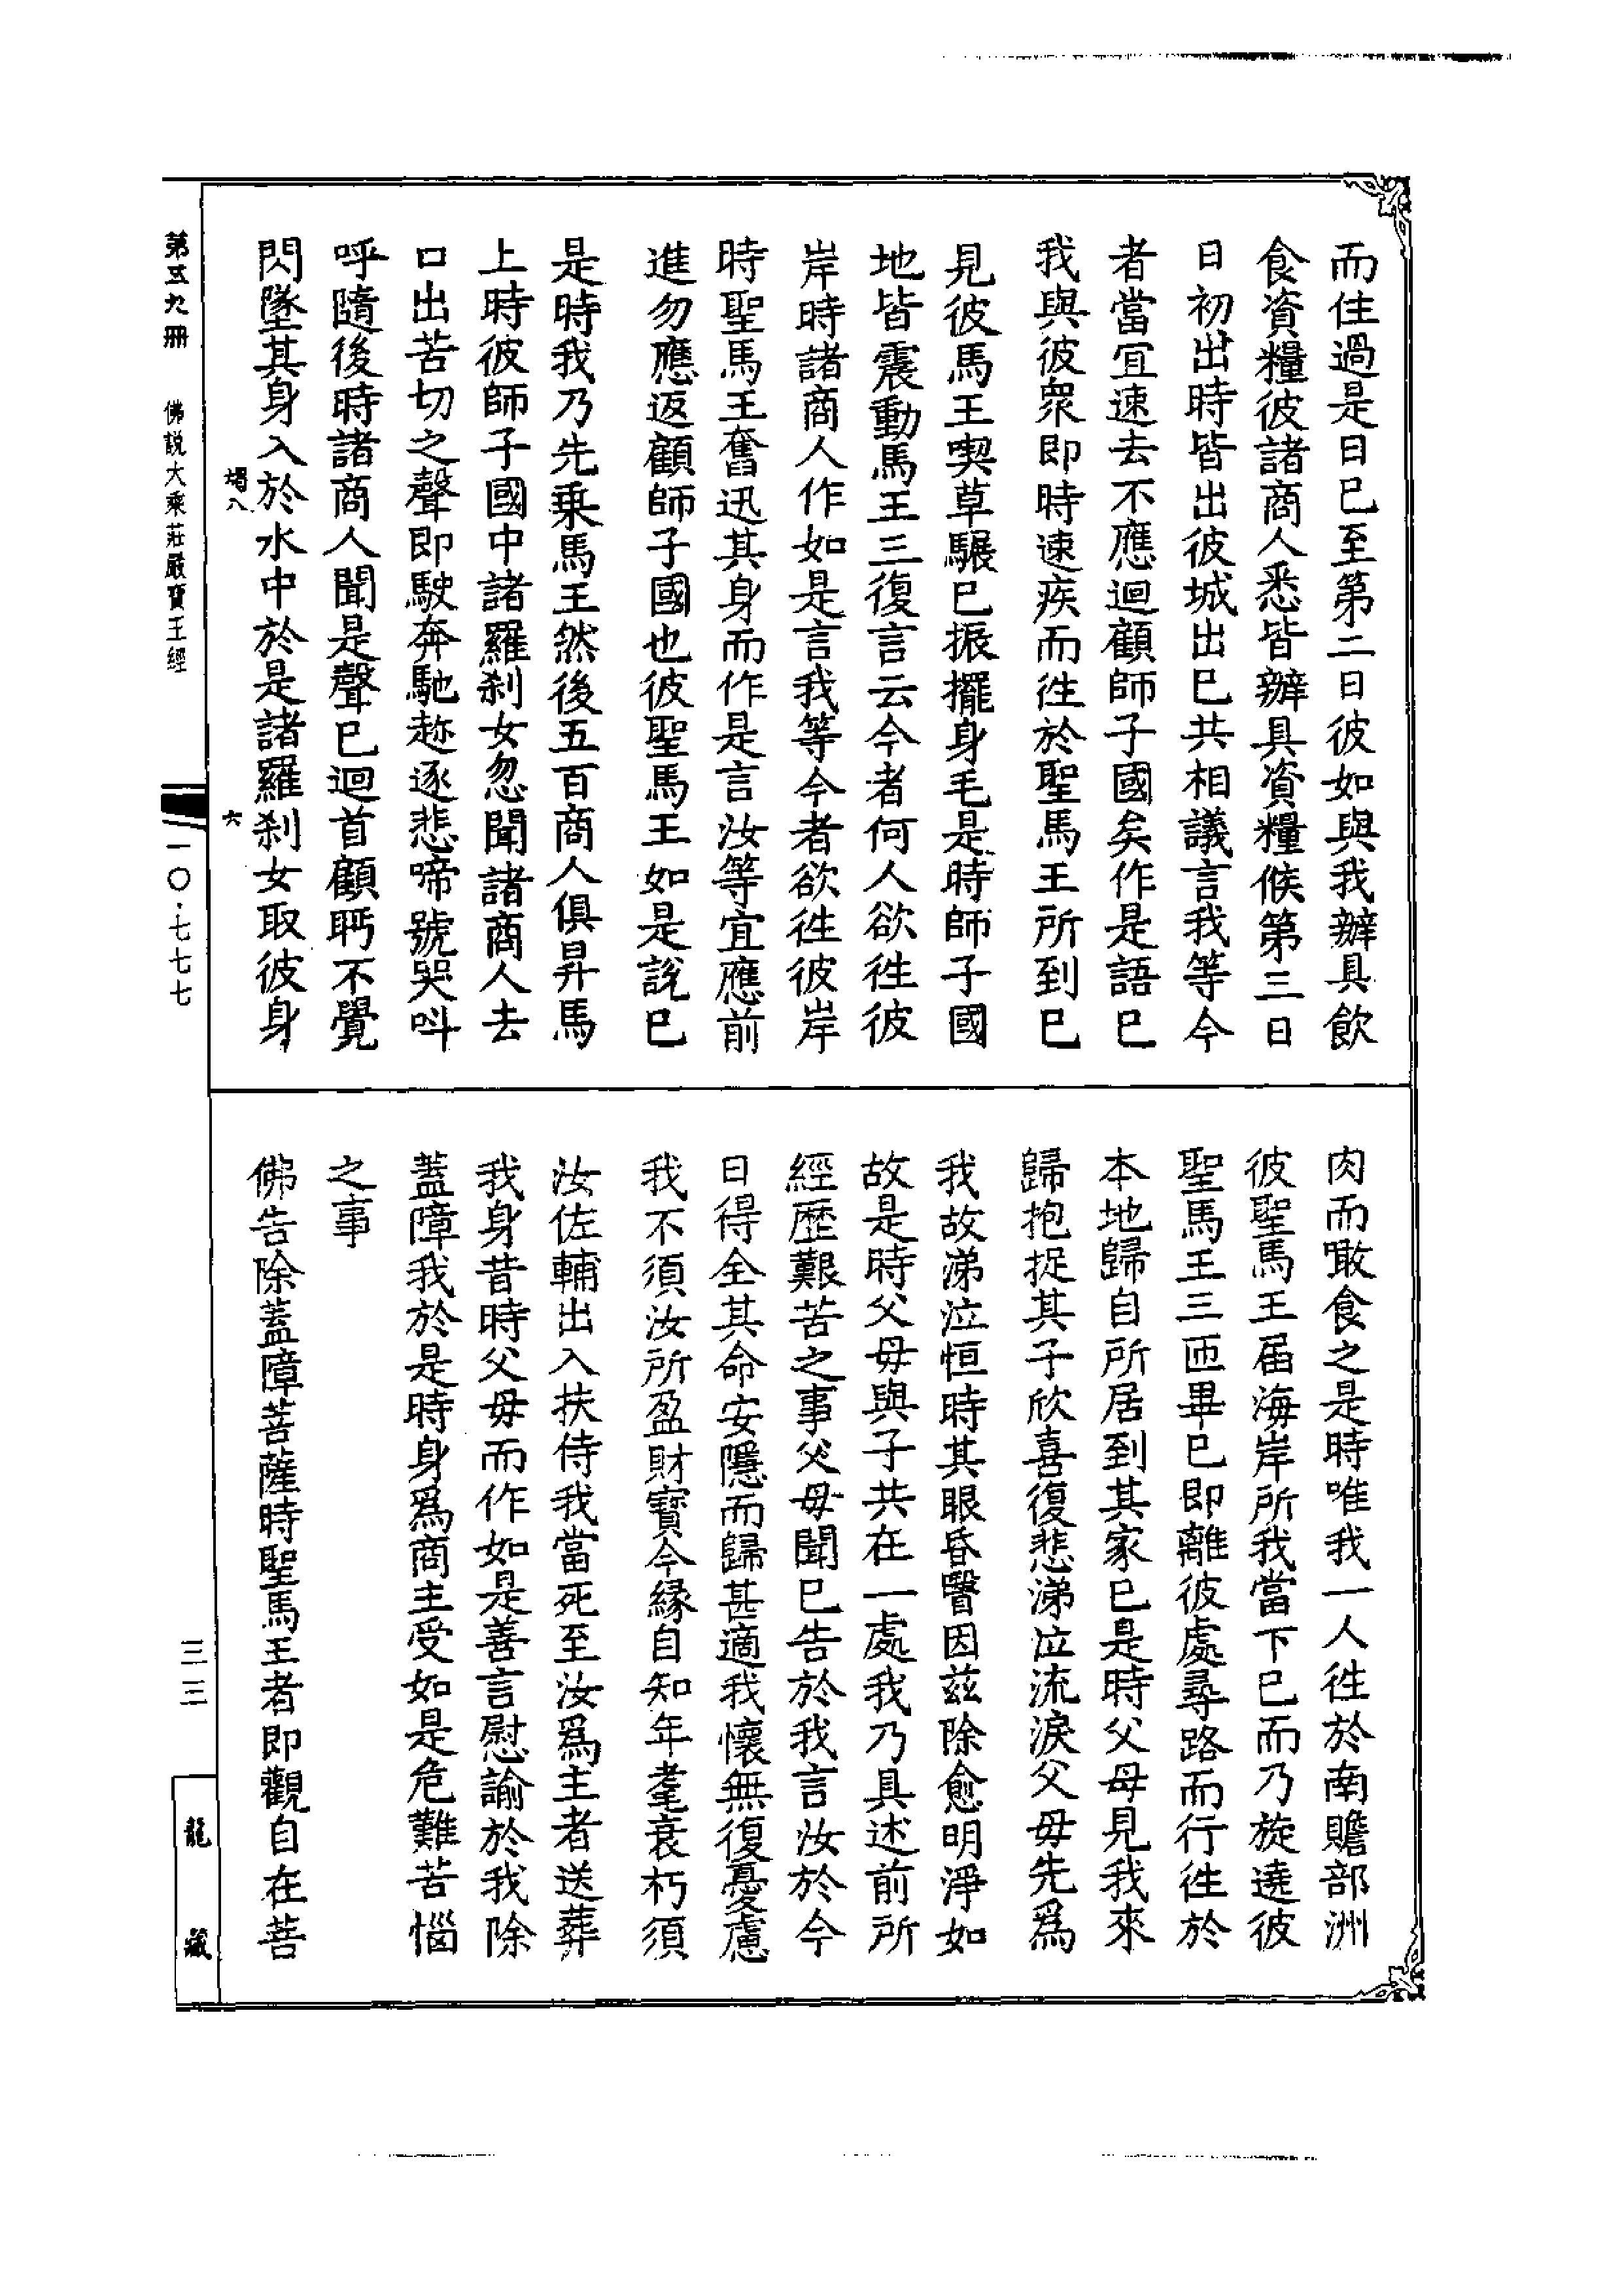 而住過是日已至第二日彼如與我辦具飲
食資糧彼諸商人悉皆辦具資糧候第三日
日初出時皆出彼城出已共相議言我等今
者當宜速去不應迴顧師子國矣作是語已
我與彼衆即時速疾而徃於聖馬王所到已
見彼馬王喫草驟已振擺身毛是時師子國
地皆震動馬王三復言云今者何人欲徃彼
岸時諸商人作如是言我等今者欲徃彼岸
時聖馬王奮迅其身而作是言汝等宜應前
進勿應返顧師子國也彼聖馬王如是說已
是時我乃先乗馬王然後五百商人俱昇馬
上時彼師子國中諸羅刹女忽聞諸商人去
口出苦切之聲即駛奔馳趂逐悲啼號哭叫
呼隨後時諸商人聞是聲已迴首顧眄不覺
閃墜其身入於水中於是諸羅刹女取彼身
竭八
六
第五九冊
佛説大乘莊嚴寶王經
一〇·七七七
肉而噉食之是時唯我一人徃於南贍部洲
彼聖馬王届海岸所我當下已而乃旋遶彼
聖馬王三匝畢已即離彼處尋路而行徃於
本地歸自所居到其家已是時父母見我來
歸抱捉其子欣喜復悲涕泣流淚父母先爲
我故涕泣恒時其眼昏瞖因兹除愈明淨如
故是時父母與子共在一處我乃具述前所
經歷艱苦之事父母聞已告於我言汝於今
日得全其命安隱而歸甚適我懷無復憂慮
我不須汝所盈財寶今縁自知年耄衰朽須
汝佐輔出入扶侍我當死至汝爲主者送葬
我身昔時父母而作如是善言慰諭於我除
蓋障我於是時身爲商主受如是危難苦惱
之事
佛告除蓋障菩薩時聖馬王者即觀自在菩
三三
龍藏